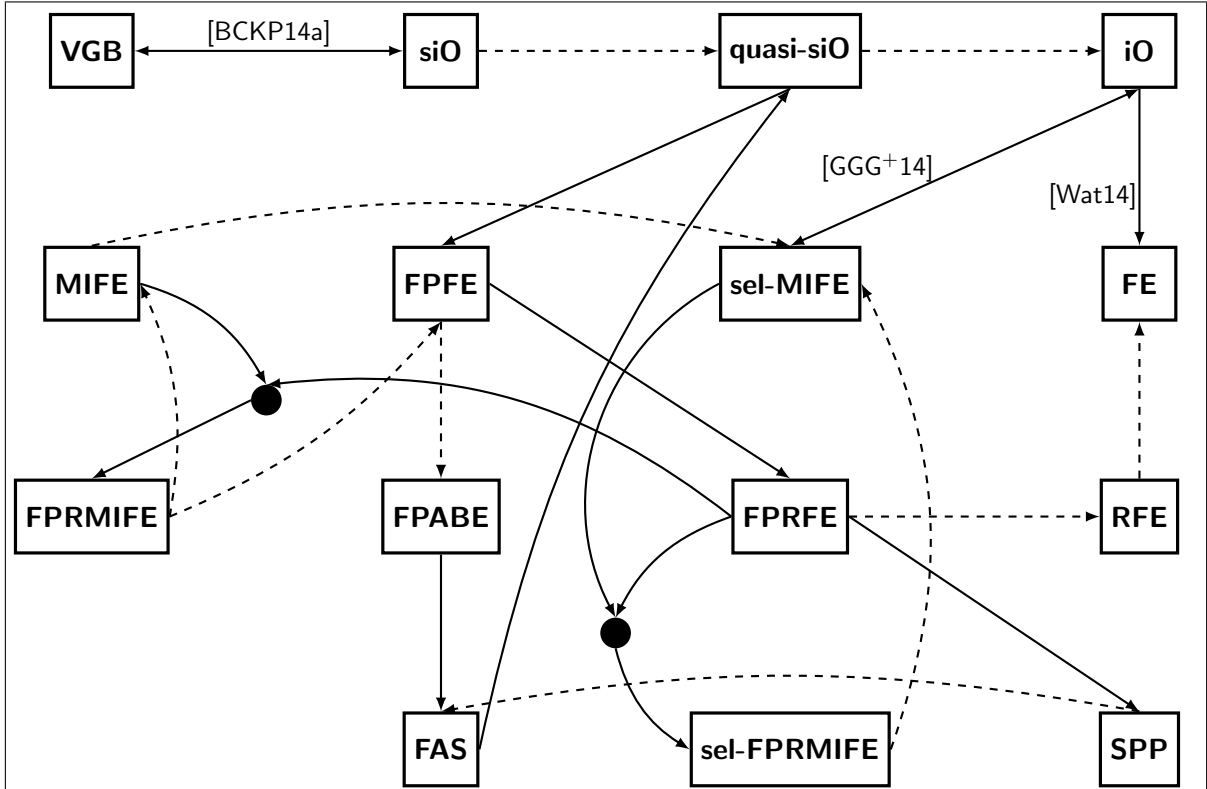 [BCKP14a]
VGB
siO
quasi-siO
iO
[GGG+14]
[Wat14]
MIFE
FPFE
sel-MIFE
FE
FPRMIFE
FPABE
FPRFE
RFE
FAS
sel-FPRMIFE
SPP